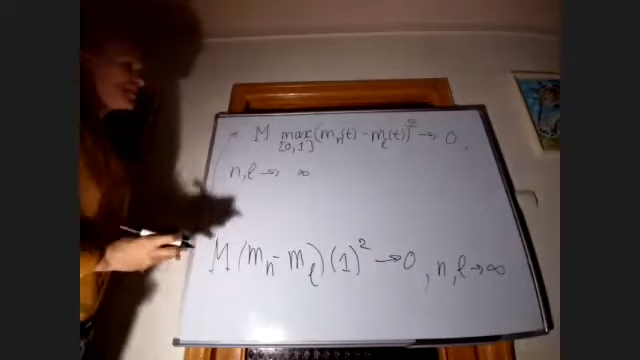 ⇒ M max (m_n(t) - m_ℓ(t))^2 → 0,
[0,1]
n, ℓ → ∞
M (m_n - m_ℓ)(1)^2 → 0, n, ℓ → ∞